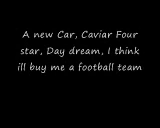 A new Car, Caviar Four
star, Day dream, I think
ill buy me a football team